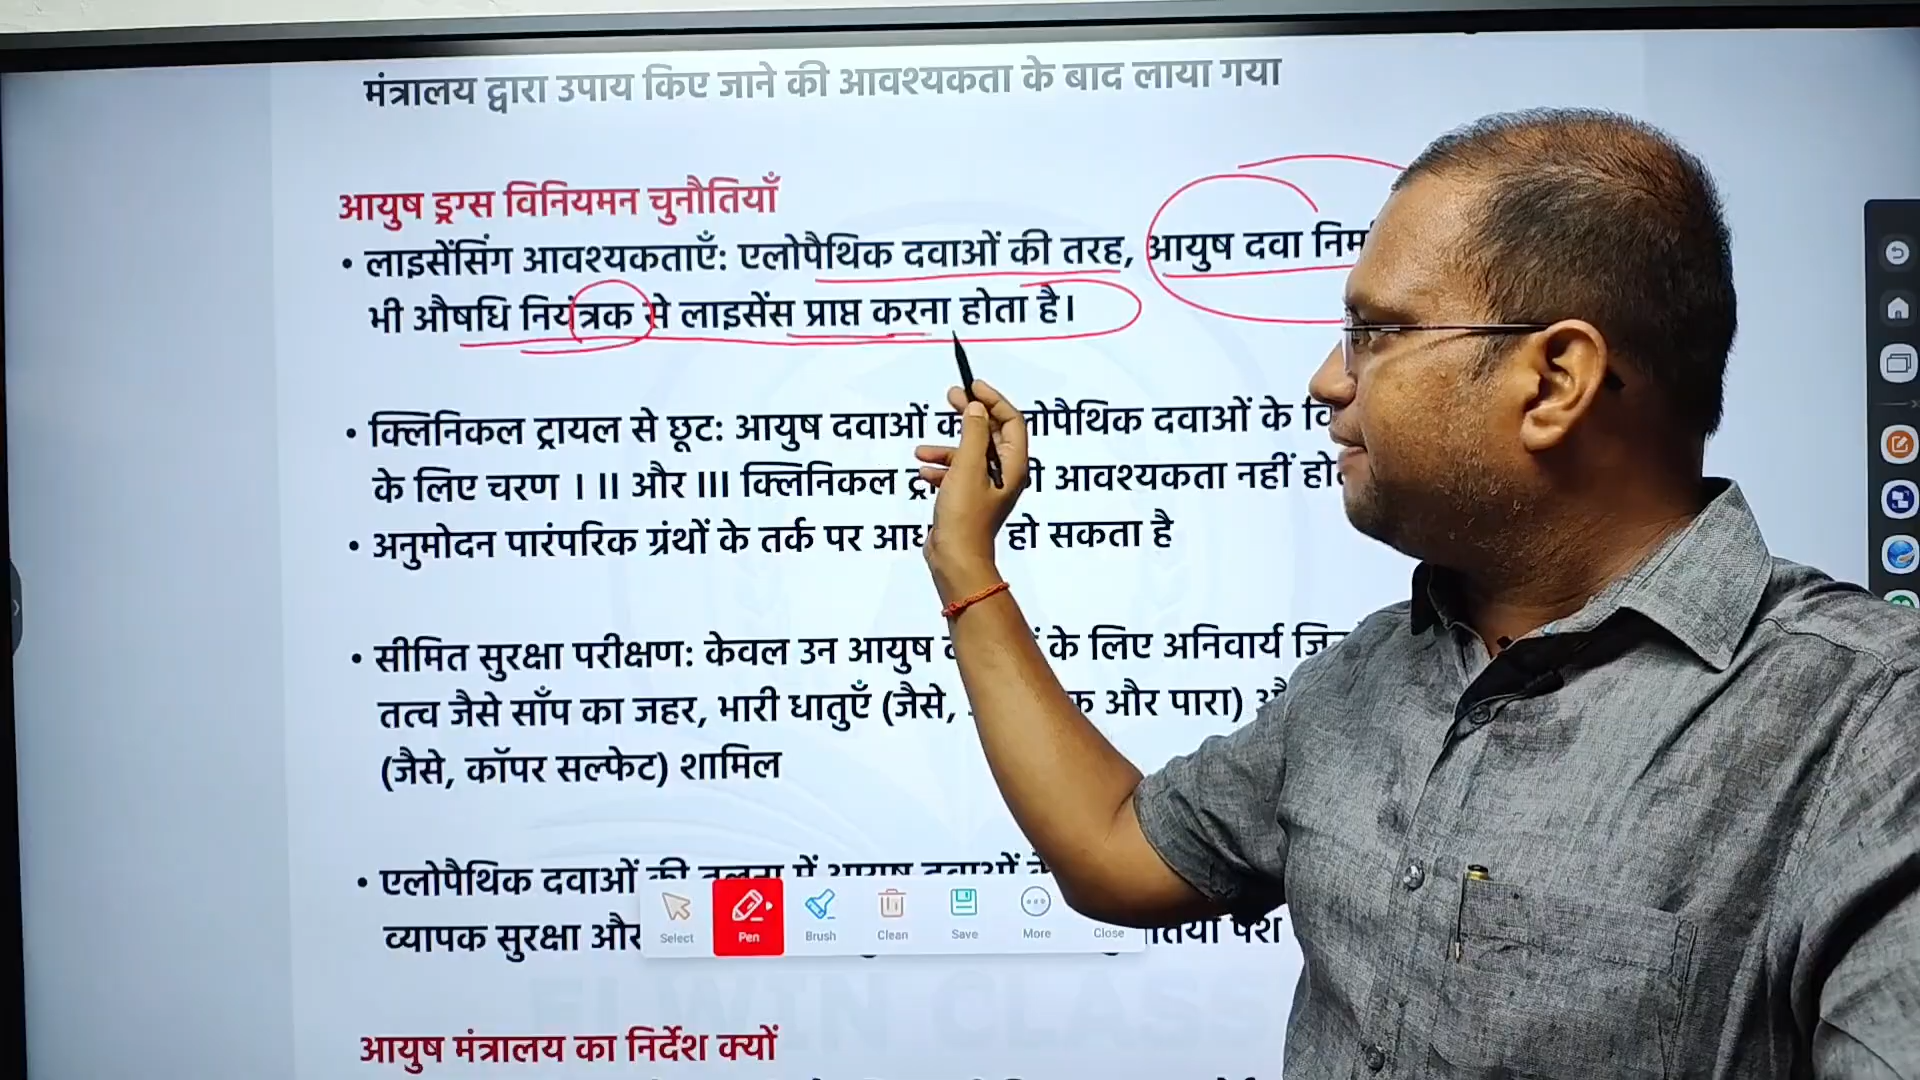 मंत्रालय द्वारा उपाय किए जाने की आवश्यकता के बाद लाया गया
आयुष ड्रग्स विनियमन चुनौतियाँ
• लाइसेंसिंग आवश्यकताएँ: एलोपैथिक दवाओं की तरह, आयुष दवा
भी औषधि नियंत्रक से लाइसेंस प्राप्त करना होता है।
• क्लिनिकल ट्रायल से छूट: आयुष दवाओं दवाओं के
के लिए चरण I II और III क्लिनिकल की आवश्यकता नहीं
• अनुमोदन पारंपरिक ग्रंथों के तर्क पर हो सकता है
• सीमित सुरक्षा परीक्षण: केवल उन आयुष के लिए अनिवार्य
तत्व जैसे साँप का जहर, भारी धातुएँ (जैसे, और पारा)
(जैसे, कॉपर सल्फेट) शामिल
• एलोपैथिक दवाओं की तुलना में आयुष दवाओं
व्यापक सुरक्षा और पेश
Select
Pen
Brush
Clean
Save
More
Close
आयुष मंत्रालय का निर्देश क्यों